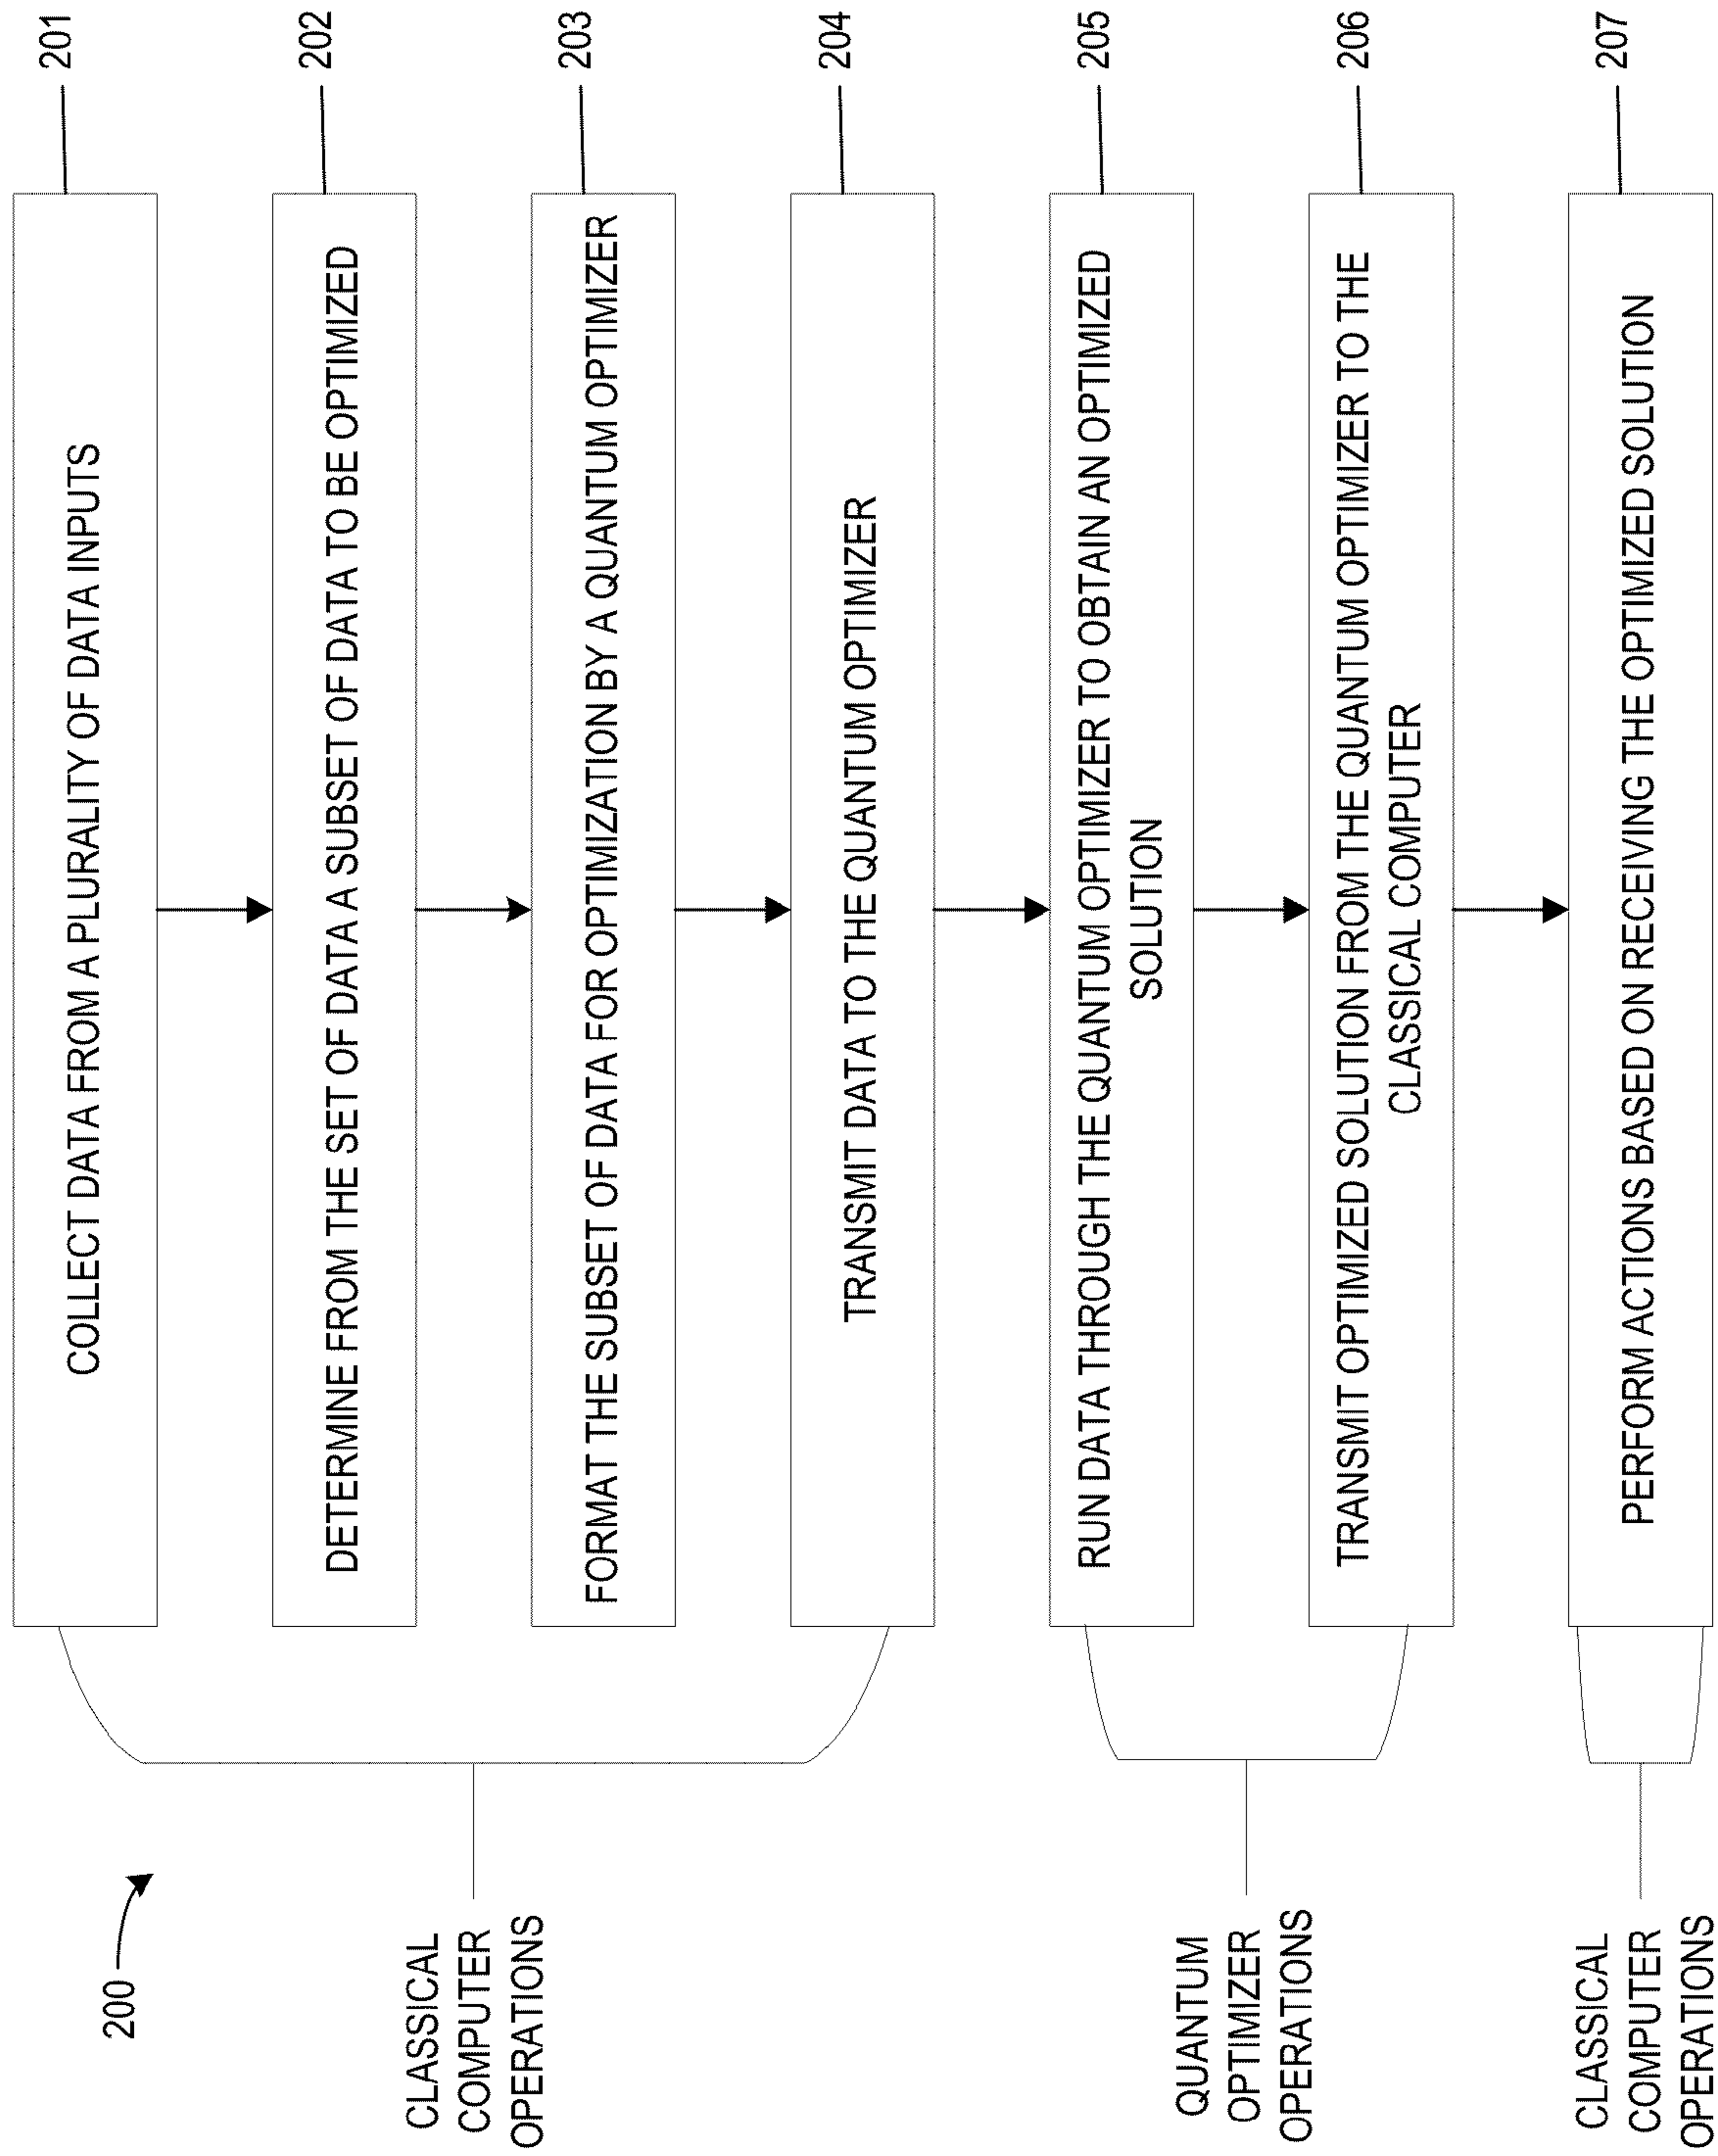 200
CLASSICAL
COMPUTER
OPERATIONS
COLLECT DATA FROM A PLURALITY OF DATA INPUTS
201
DETERMINE FROM THE SET OF DATA A SUBSET OF DATA TO BE OPTIMIZED
202
FORMAT THE SUBSET OF DATA FOR OPTIMIZATION BY A QUANTUM OPTIMIZER
203
TRANSMIT DATA TO THE QUANTUM OPTIMIZER
204
QUANTUM
OPTIMIZER
OPERATIONS
RUN DATA THROUGH THE QUANTUM OPTIMIZER TO OBTAIN AN OPTIMIZED
SOLUTION
205
TRANSMIT OPTIMIZED SOLUTION FROM THE QUANTUM OPTIMIZER TO THE
CLASSICAL COMPUTER
206
CLASSICAL
COMPUTER
OPERATIONS
PERFORM ACTIONS BASED ON RECEIVING THE OPTIMIZED SOLUTION
207